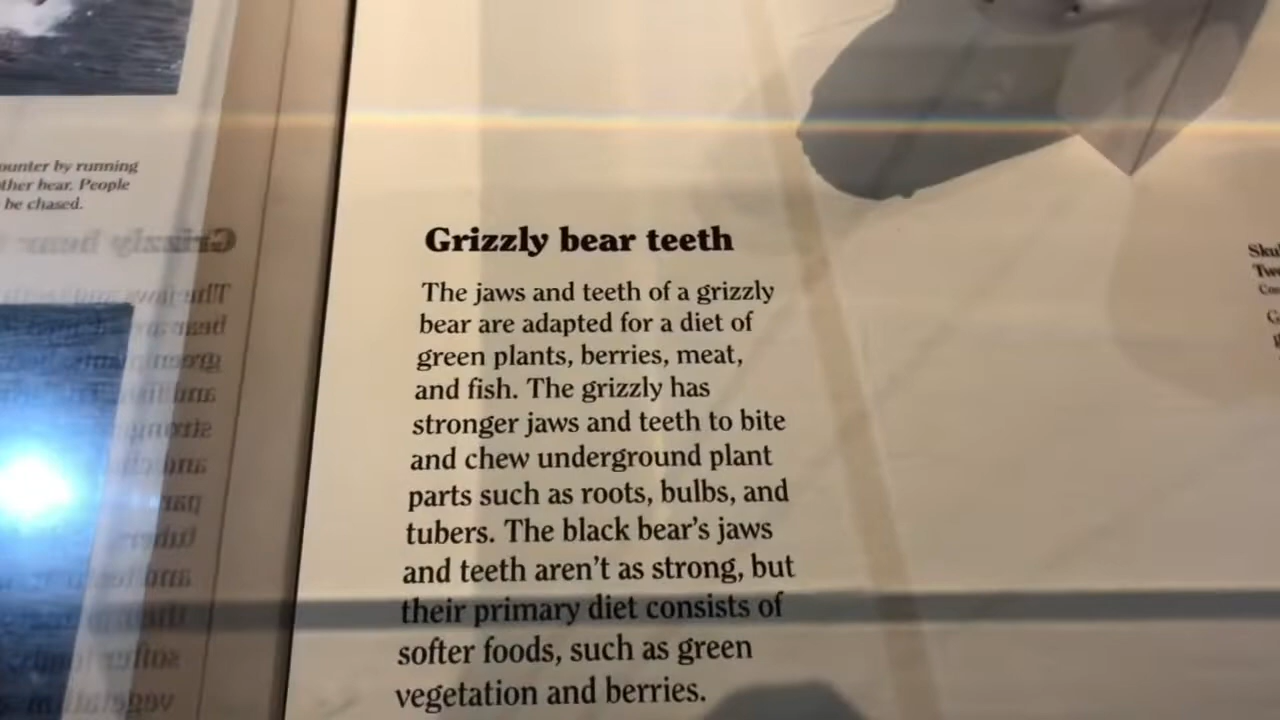 ounter by running
ther bear. People
be chased.
Grizzly bear teeth
The jaws and teeth of a grizzly
bear are adapted for a diet of
green plants, berries, meat,
and fish. The grizzly has
stronger jaws and teeth to bite
and chew underground plant
parts such as roots, bulbs, and
tubers. The black bear's jaws
and teeth aren't as strong, but
their primary diet consists of
softer foods, such as green
vegetation and berries.